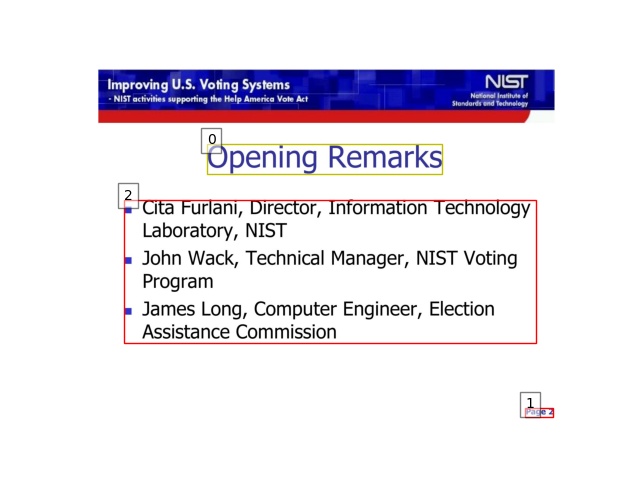 Improving U.S. Voting Systems
- NIST activities supporting the Help America Vote Act
NIST
National Institute of
Standards and Technology
0
Opening Remarks
2
Cita Furlani, Director, Information Technology
Laboratory, NIST
John Wack, Technical Manager, NIST Voting
Program
James Long, Computer Engineer, Election
Assistance Commission
1
Page 2